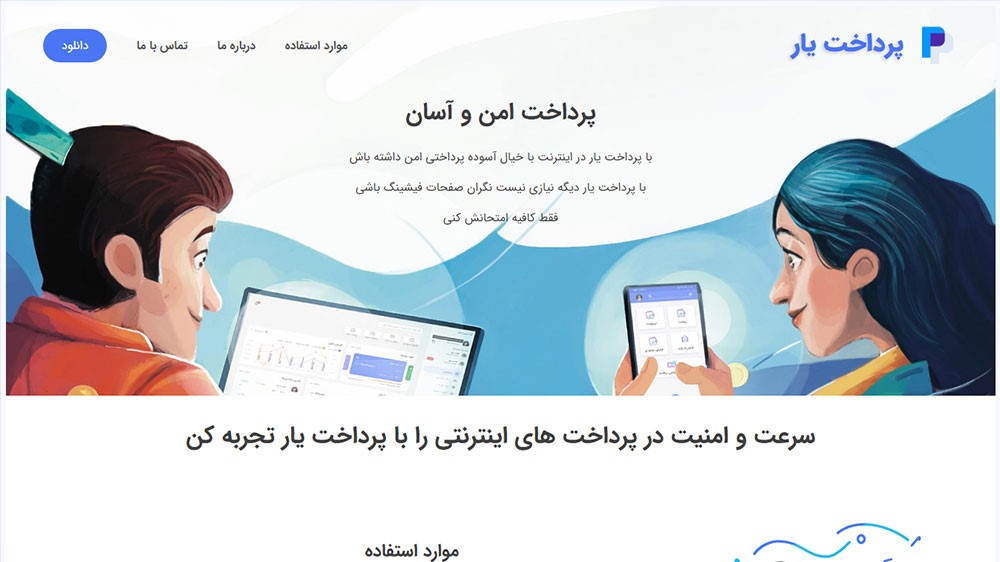 پرداخت یار
موارد استفاده
درباره ما
تماس با ما
دانلود
پرداخت امن و آسان
با پرداخت یار در اینترنت با خیال آسوده پرداختی امن داشته باش
با پرداخت یار دیگه نیازی نیست نگران صفحات فیشینگ باشی
فقط کافیه امتحانش کنی
سرعت و امنیت در پرداخت های اینترنتی را با پرداخت یار تجربه کن
موارد استفاده